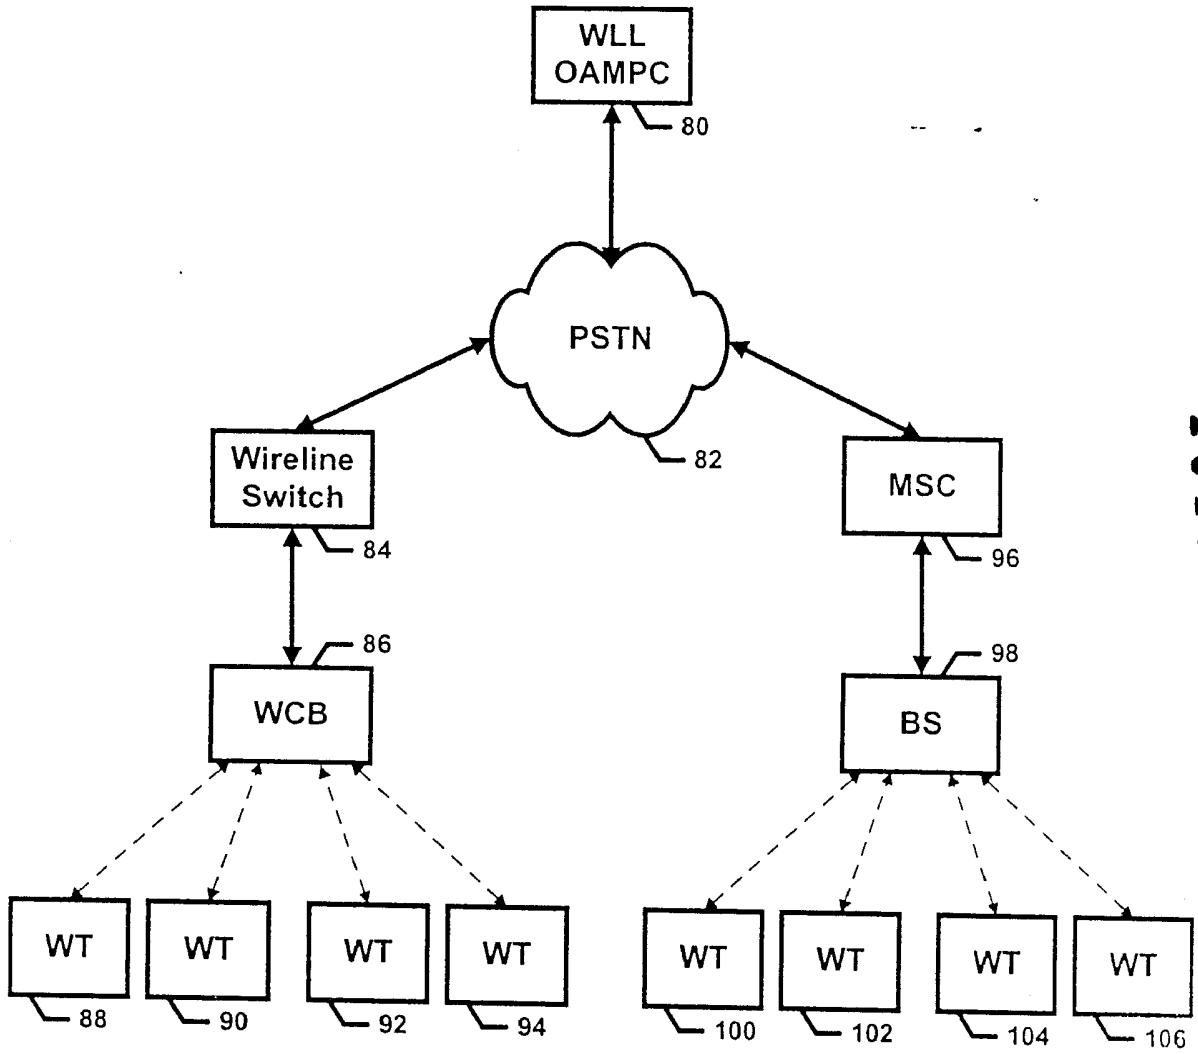 WLL
OAMPC
80
PSTN
82
Wireline
Switch
84
MSC
96
86
WCB
98
BS
WT
WT
WT
WT
WT
WT
WT
WT
88
90
92
94
100
102
104
106